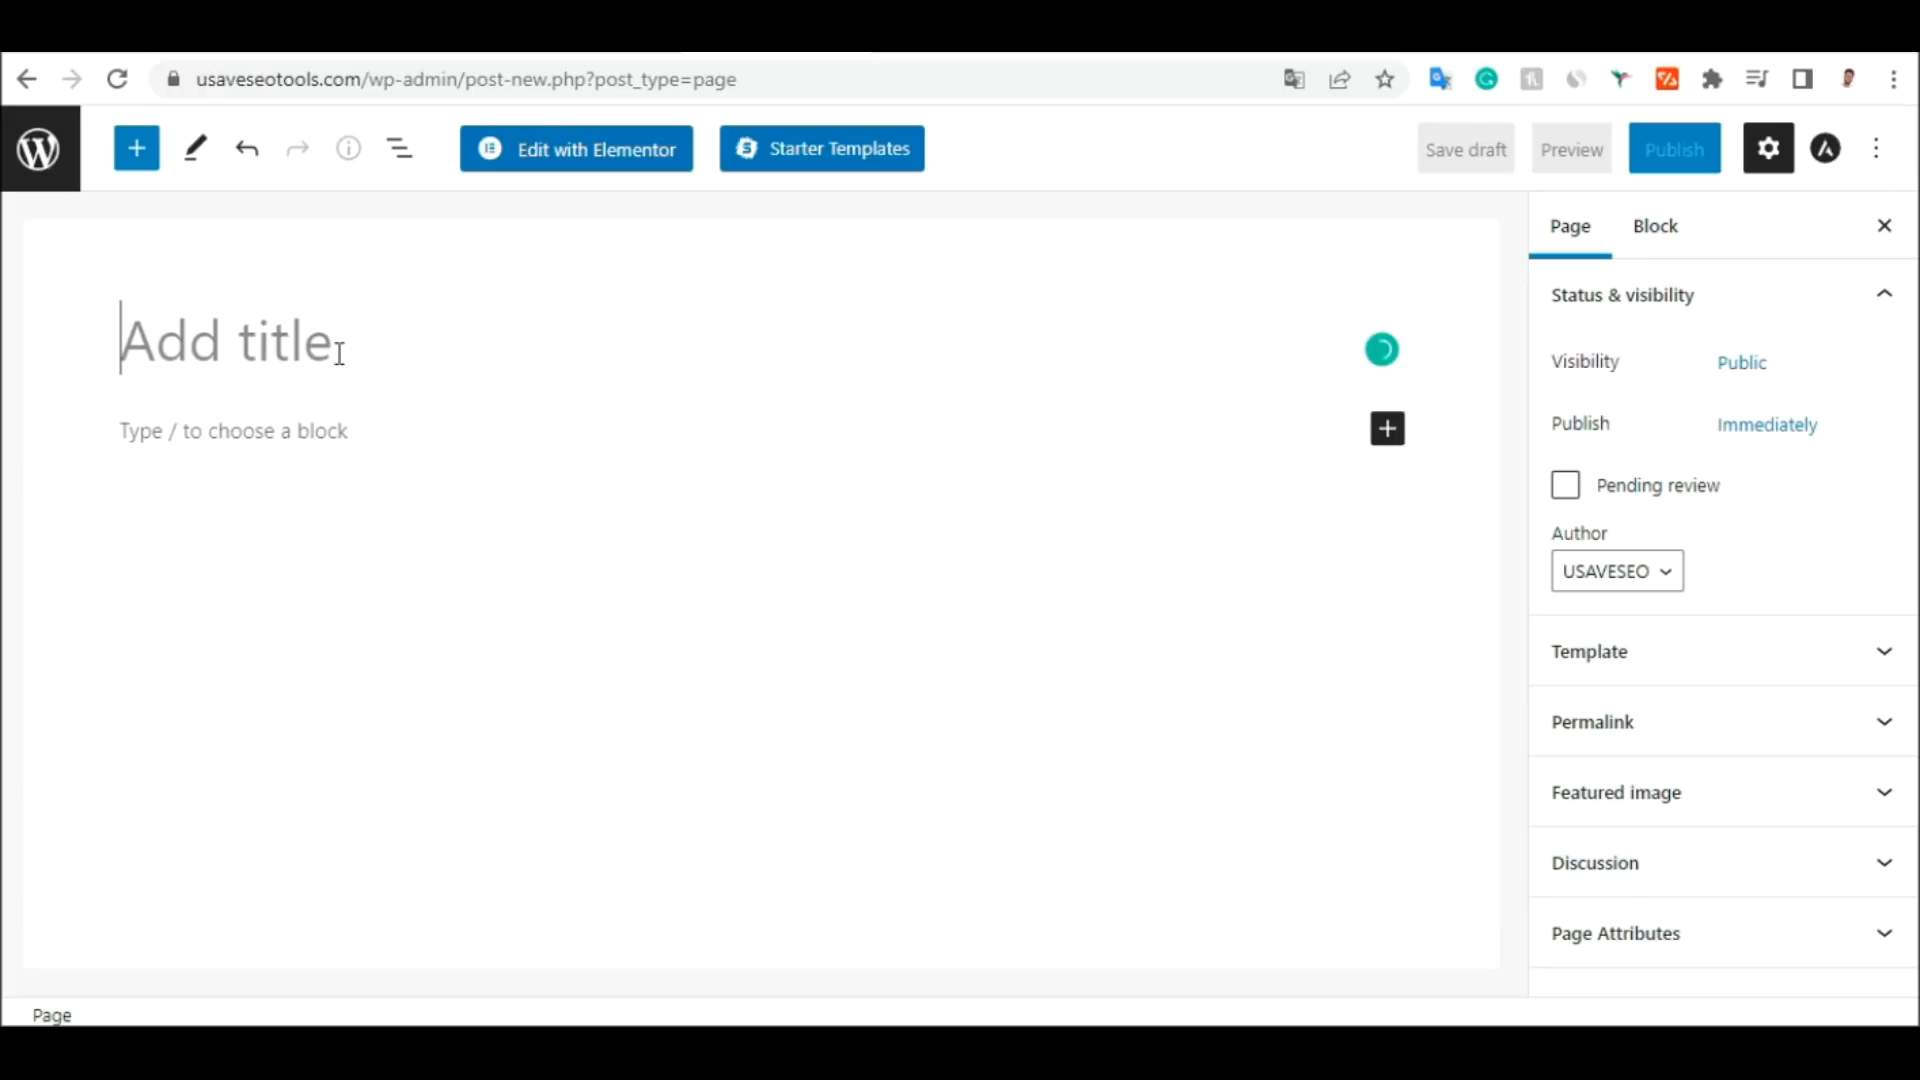 usaveseotools.com/wp-admin/post-new.php?post_type=page
Edit with Elementor
Starter Templates
Save draft
Preview
Publish
Page
Block
Add title
Type / to choose a block
Status & visibility
Visibility
Public
Publish
Immediately
Pending review
Author
USAVESEO
Template
Permalink
Featured image
Discussion
Page Attributes
Page